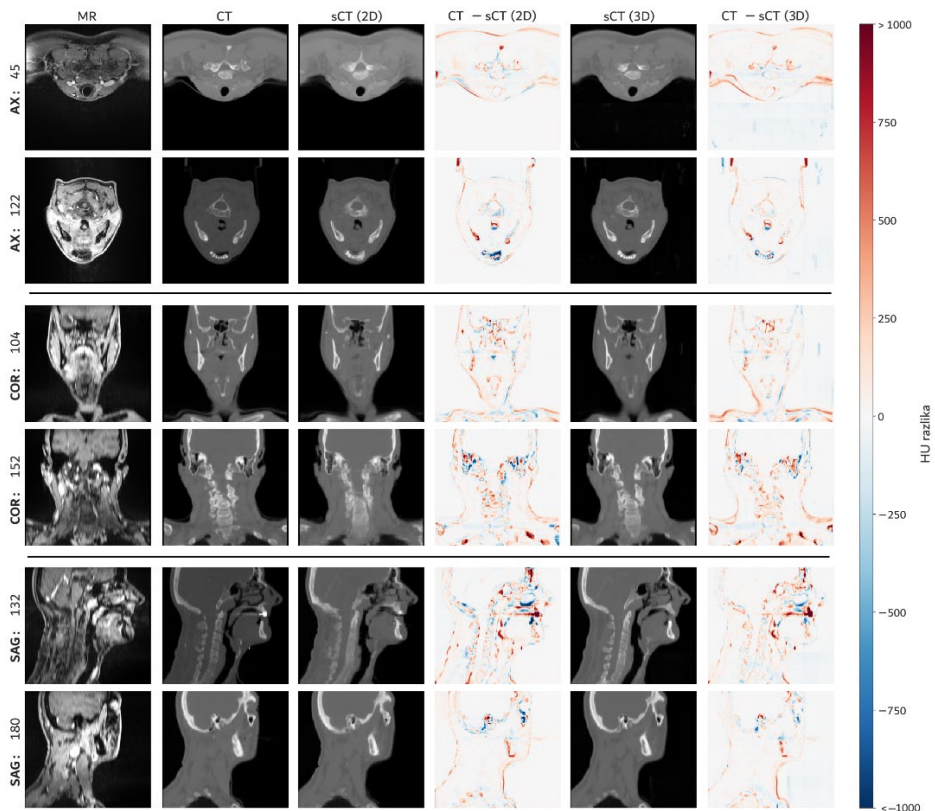 MR CT sCT (2D) CT − sCT (2D) sCT (3D) CT − sCT (3D)
AX: 45
AX: 122
COR: 104
COR: 152
SAG: 132
SAG: 180
> 1000
750
500
250
0
−250
−500
−750
<−1000
HU razlika